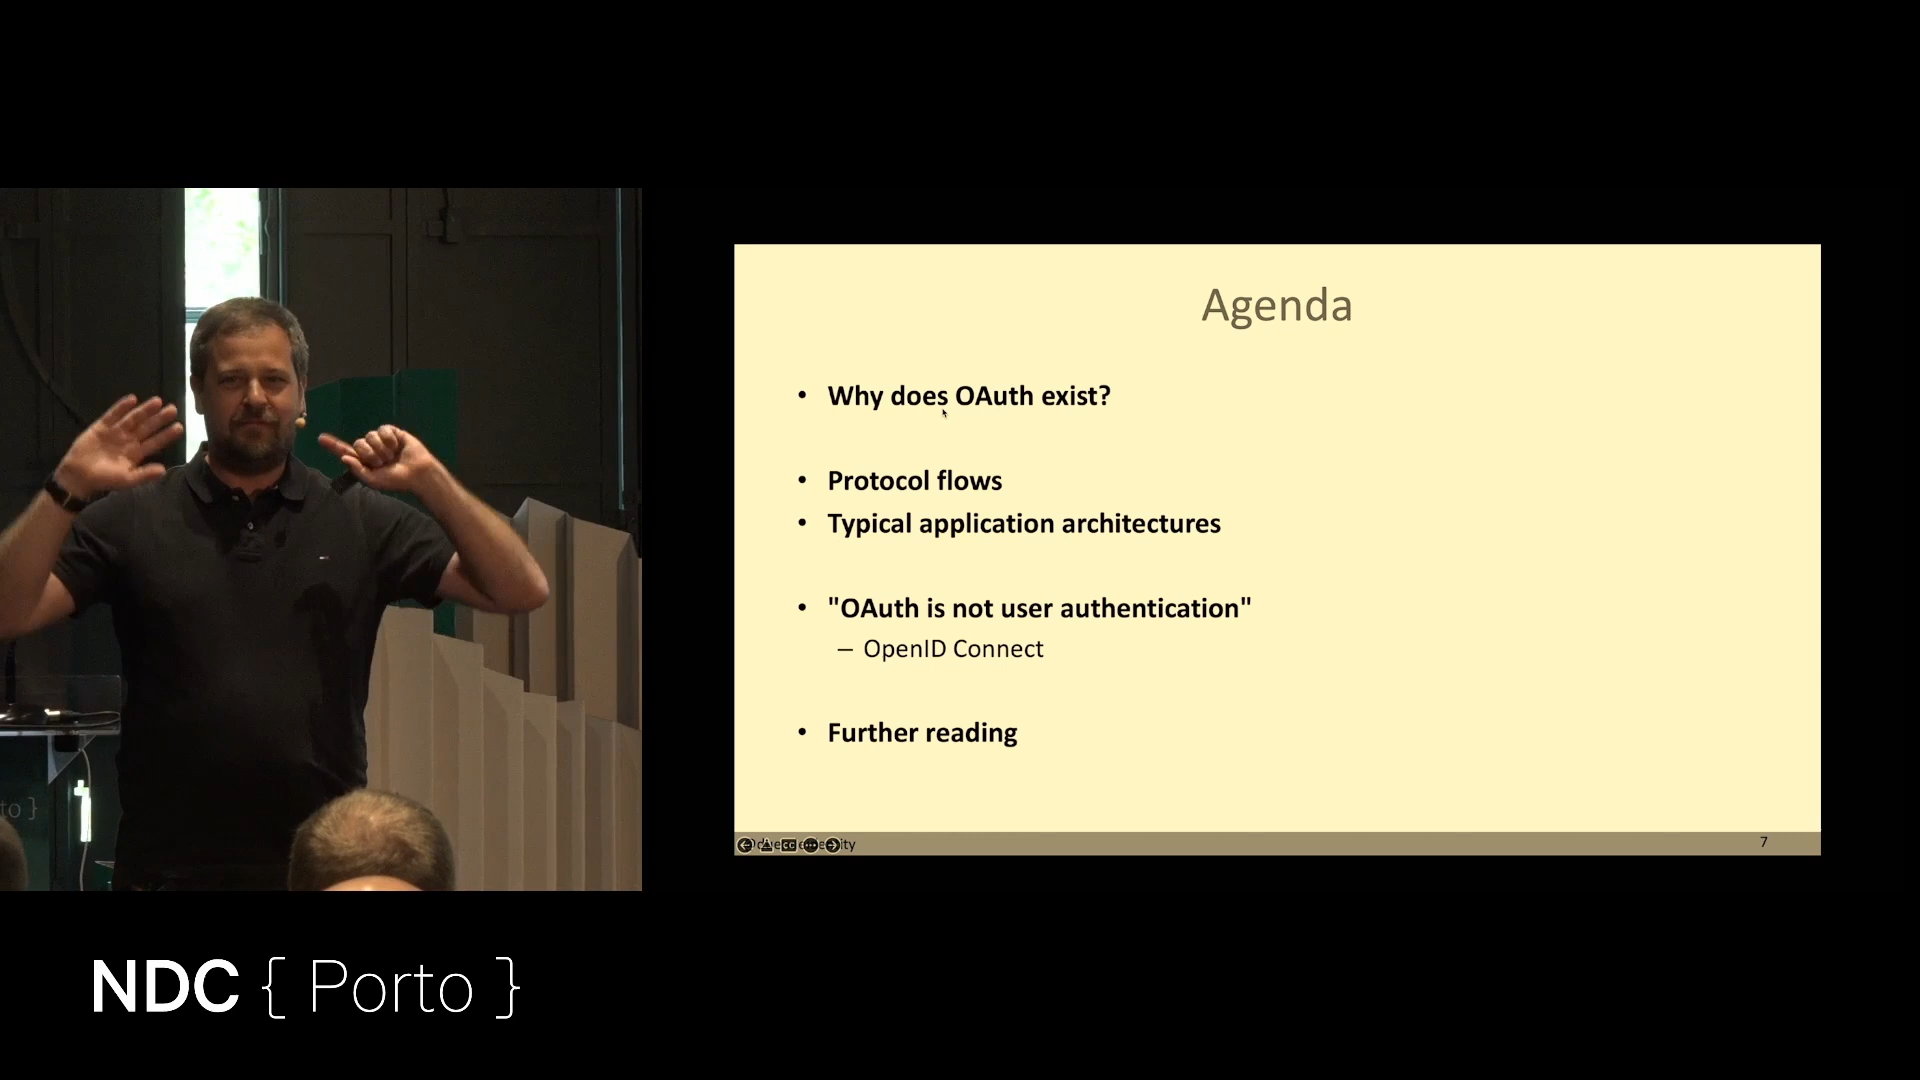 Agenda
• Why does OAuth exist?
• Protocol flows
• Typical application architectures
• "OAuth is not user authentication"
– OpenID Connect
• Further reading
7
to }
NDC { Porto }